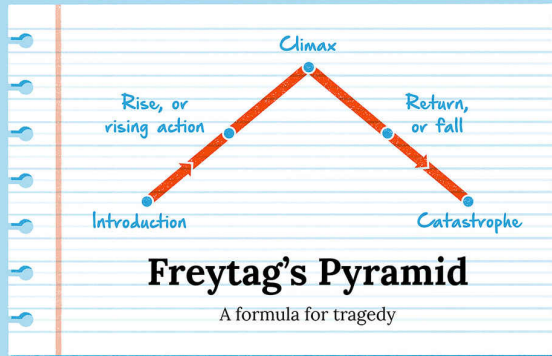 Climax
Rise, or
rising action
Return,
or fall
Introduction
Catastrophe
Freytag’s Pyramid
A formula for tragedy